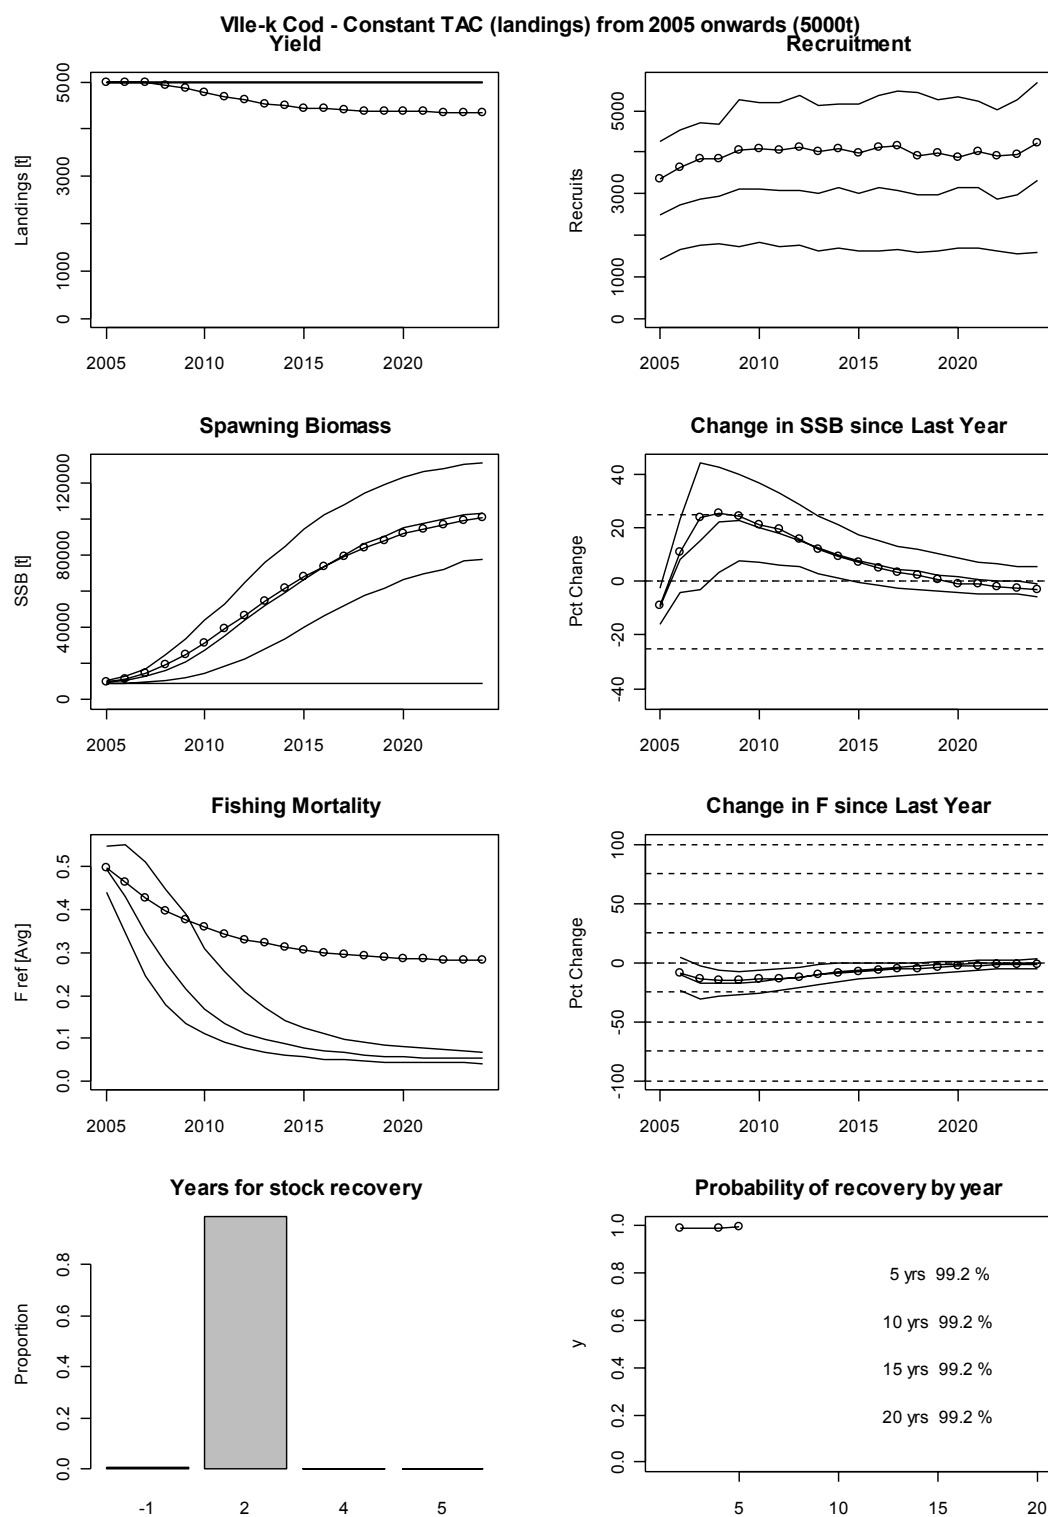 VIIe-k Cod - Constant TAC (landings) from 2005 onwards (5000t)
Yield
Landings [t]
0 1000 3000 5000
2005 2010 2015 2020
Recruitment
Recruits
0 1000 3000 5000
2005 2010 2015 2020
Spawning Biomass
SSB [t]
0 40000 80000 120000
2005 2010 2015 2020
Change in SSB since Last Year
Pct Change
-40 -20 0 20 40
2005 2010 2015 2020
Fishing Mortality
F ref [Avg]
0.0 0.1 0.2 0.3 0.4 0.5
2005 2010 2015 2020
Change in F since Last Year
Pct Change
-100 -50 0 50 100
2005 2010 2015 2020
Years for stock recovery
Proportion
0.0 0.2 0.4 0.6 0.8
-1 2 4 5
Probability of recovery by year
y
0.0 0.2 0.4 0.6 0.8 1.0
5 yrs 99.2 %
10 yrs 99.2 %
15 yrs 99.2 %
20 yrs 99.2 %
5 10 15 20